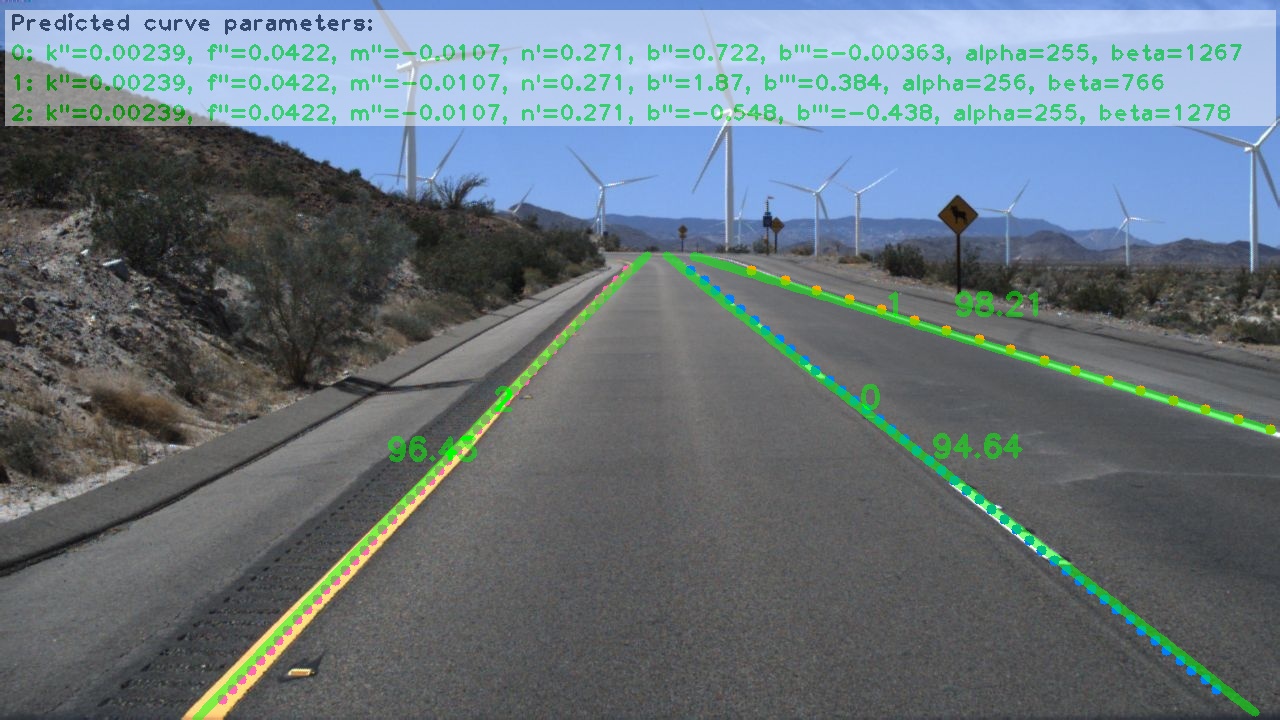 Predicted curve parameters:
0: k''=0.00239, f''=0.0422, m''=-0.0107, n'=0.271, b''=0.722, b'''=-0.00363, alpha=255, beta=1267
1: k''=0.00239, f''=0.0422, m''=-0.0107, n'=0.271, b''=1.87, b'''=0.384, alpha=256, beta=766
2: k''=0.00239, f''=0.0422, m''=-0.0107, n'=0.271, b''=-0.548, b'''=-0.438, alpha=255, beta=1278
1 98.21
2 0
94.64